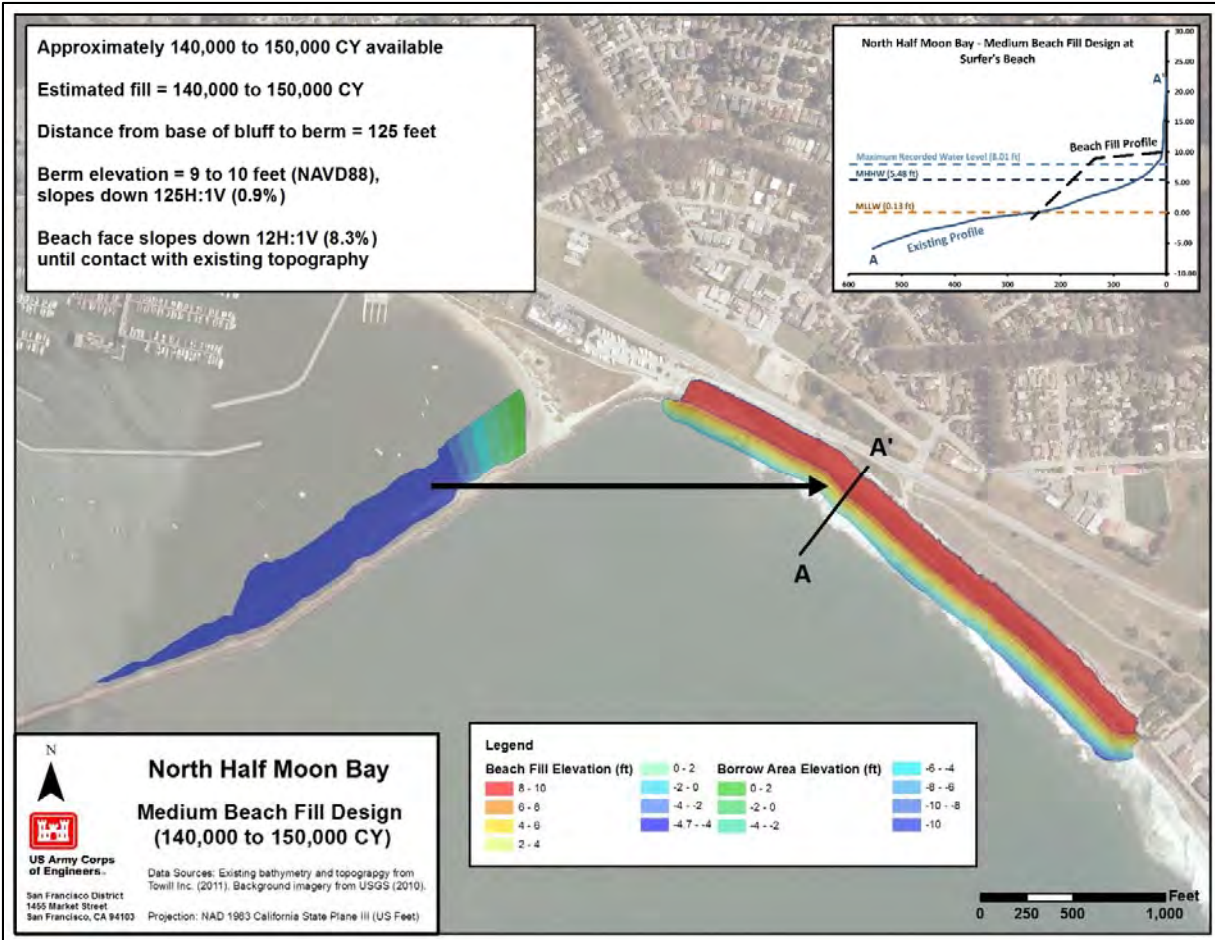 Approximately 140,000 to 150,000 CY available
Estimated fill = 140,000 to 150,000 CY
Distance from base of bluff to berm = 125 feet
Berm elevation = 9 to 10 feet (NAVD88),
slopes down 125H:1V (0.9%)
Beach face slopes down 12H:1V (8.3%)
until contact with existing topography
North Half Moon Bay - Medium Beach Fill Design at
Surfer's Beach
30.00
25.00
20.00
15.00
10.00
5.00
0.00
-5.00
-10.00
A'
Beach Fill Profile
Maximum Recorded Water Level (8.01 ft)
MHHW (5.48 ft)
MLLW (0.13 ft)
Existing Profile
A
600
500
400
300
200
100
0
A'
A
N
US Army Corps
of Engineers
San Francisco District
1455 Market Street
San Francisco, CA 94103
North Half Moon Bay
Medium Beach Fill Design
(140,000 to 150,000 CY)
Data Sources: Existing bathymetry and topograpgy from
Towill Inc. (2011). Background imagery from USGS (2010).
Projection: NAD 1983 California State Plane III (US Feet)
Legend
Beach Fill Elevation (ft)
8 - 10
6 - 8
4 - 6
2 - 4
0 - 2
-2 - 0
-4 - -2
-4.7 - -4
Borrow Area Elevation (ft)
0 - 2
-2 - 0
-4 - -2
-6 - -4
-8 - -6
-10 - -8
-10
Feet
0 250 500 1,000